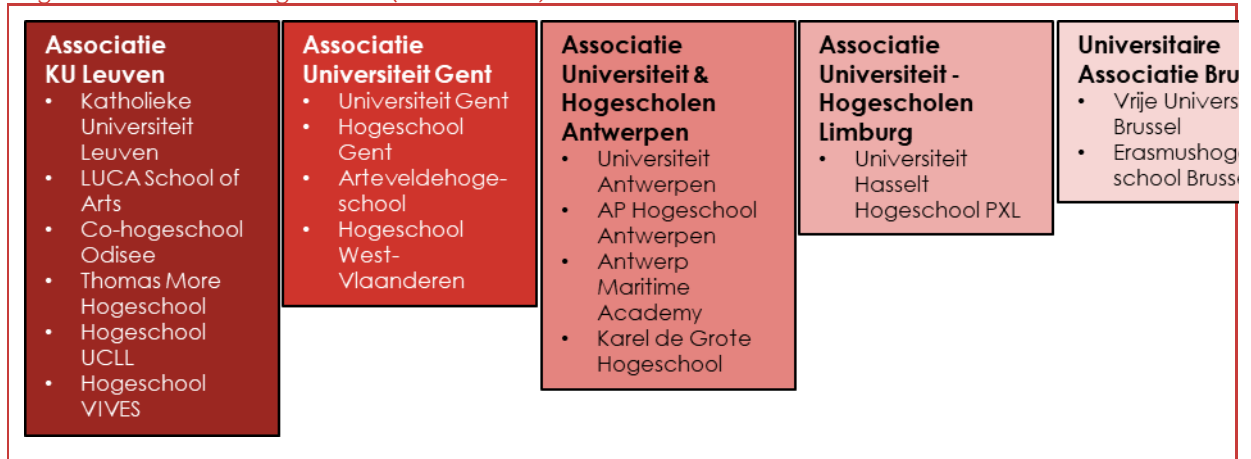 Associatie
KU Leuven
• Katholieke
Universiteit
Leuven
• LUCA School of
Arts
• Co-hogeschool
Odisee
• Thomas More
Hogeschool
• Hogeschool
UCLL
• Hogeschool
VIVES
Associatie
Universiteit Gent
• Universiteit Gent
• Hogeschool
Gent
• Arteveldehoge-
school
• Hogeschool
West-
Vlaanderen
Associatie
Universiteit &
Hogescholen
Antwerpen
• Universiteit
Antwerpen
• AP Hogeschool
Antwerpen
• Antwerp
Maritime
Academy
• Karel de Grote
Hogeschool
Associatie
Universiteit -
Hogescholen
Limburg
• Universiteit
Hasselt
Hogeschool PXL
Universitaire
Associatie
• Vrije
Brussel
•
school